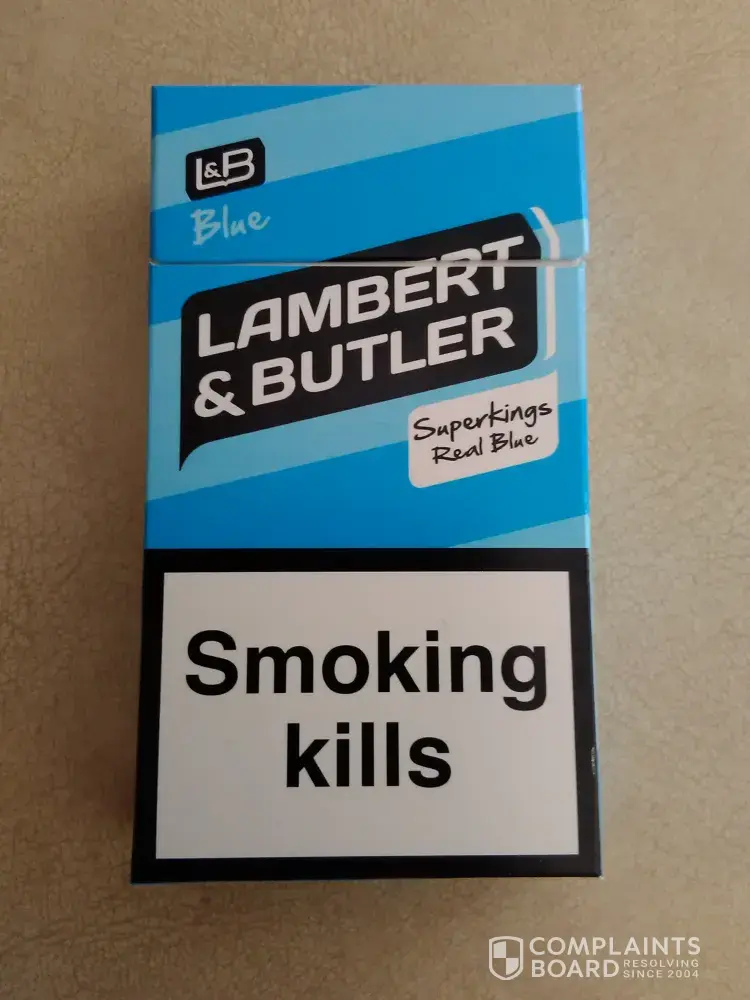 L&B
Blue
LAMBERT
& BUTLER
Superkings
Real Blue
Smoking
kills
COMPLAINTS
BOARD RESOLVING
SINCE 2004